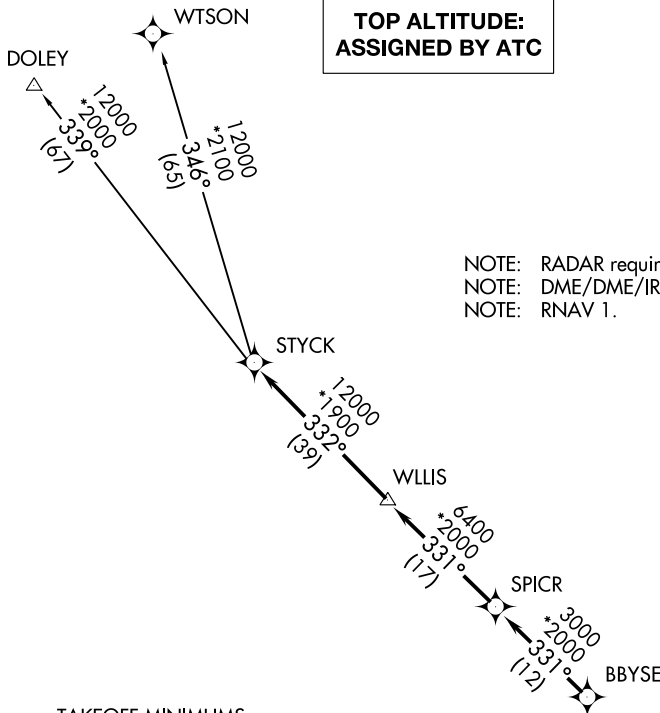 WTSON
TOP ALTITUDE:
ASSIGNED BY ATC
DOLEY
12000
*2000
339°
(67)
12000
*2100
346°
(65)
NOTE: RADAR requir
NOTE: DME/DME/IR
NOTE: RNAV 1.
STYCK
12000
*1900
332°
(39)
WLLIS
6400
*2000
331°
(17)
SPICR
3000
*2000
331°
(12)
BBYSE
TAKEOFF MINIMUMS